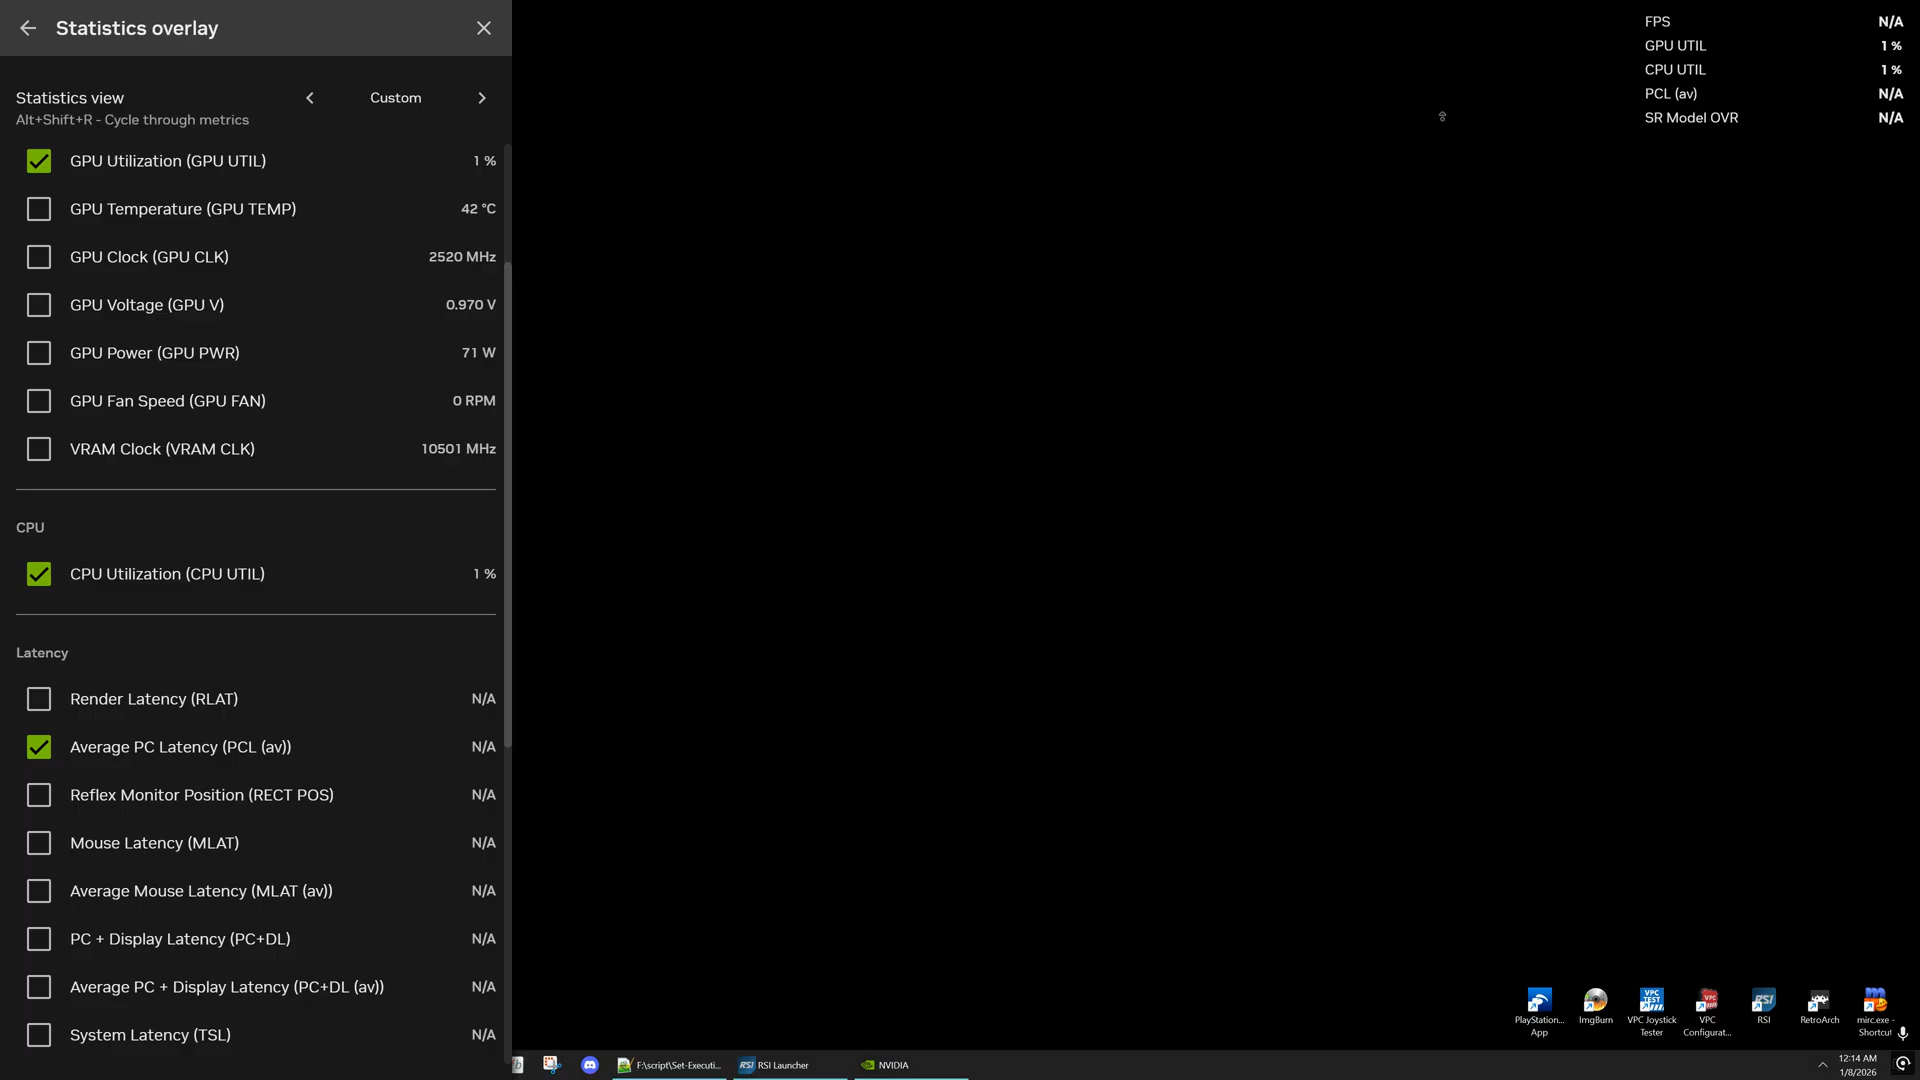 Statistics overlay
Statistics view
Custom
Alt+Shift+R - Cycle through metrics
GPU Utilization (GPU UTIL) 1 %
GPU Temperature (GPU TEMP) 42 °C
GPU Clock (GPU CLK) 2520 MHz
GPU Voltage (GPU V) 0.970 V
GPU Power (GPU PWR) 71 W
GPU Fan Speed (GPU FAN) 0 RPM
VRAM Clock (VRAM CLK) 10501 MHz
CPU
CPU Utilization (CPU UTIL) 1 %
Latency
Render Latency (RLAT) N/A
Average PC Latency (PCL (av)) N/A
Reflex Monitor Position (RECT POS) N/A
Mouse Latency (MLAT) N/A
Average Mouse Latency (MLAT (av)) N/A
PC + Display Latency (PC+DL) N/A
Average PC + Display Latency (PC+DL (av)) N/A
System Latency (TSL) N/A
FPS N/A
GPU UTIL 1 %
CPU UTIL 1 %
PCL (av) N/A
SR Model OVR N/A
PlayStation... App
ImgBurn
VPC TEST
VPC Joystick Tester
VPC
VPC Configurat...
RSI
RSI
RetroArch
mirc.exe - Shortcut
F:\script\Set-Executi...
RSI
RSI Launcher
NVIDIA
12:14 AM
1/8/2026